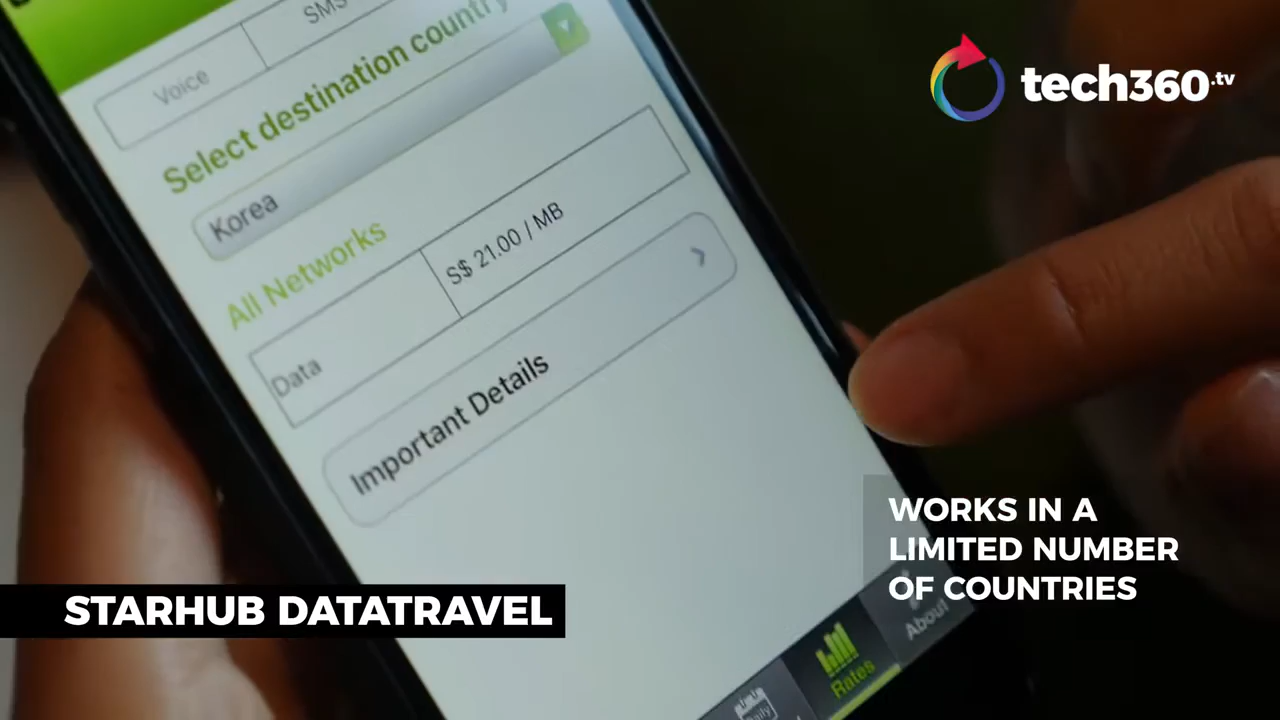 tech360.tv
Voice
SMS
Select destination country
Korea
All Networks
Data
S$ 21.00 / MB
Important Details
WORKS IN A
LIMITED NUMBER
OF COUNTRIES
STARHUB DATATRAVEL
Daily
Rates
About